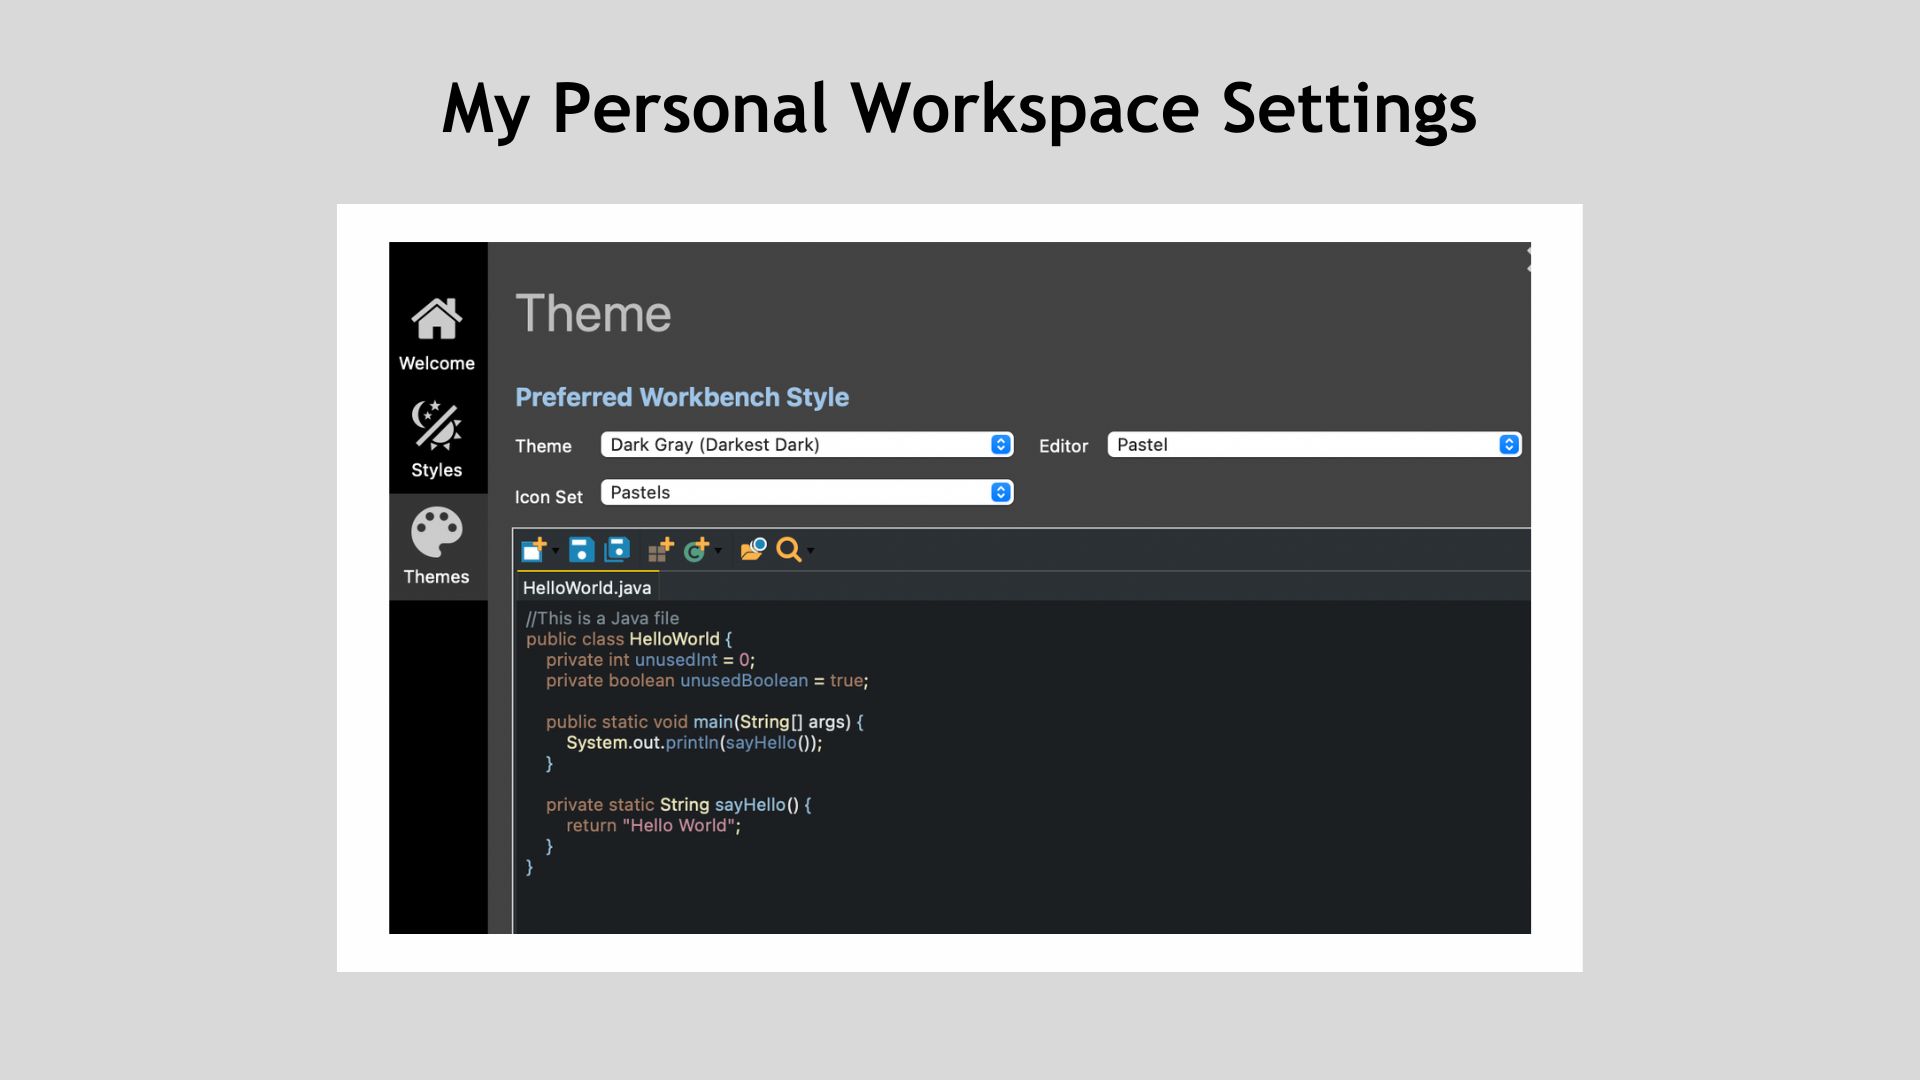 My Personal Workspace Settings
Welcome
Styles
Themes
Theme
Preferred Workbench Style
Theme Dark Gray (Darkest Dark) Editor Pastel
Icon Set Pastels
HelloWorld.java
//This is a Java file
public class HelloWorld {
    private int unusedInt = 0;
    private boolean unusedBoolean = true;
    public static void main(String[] args) {
        System.out.println(sayHello());
    }
    private static String sayHello() {
        return "Hello World";
    }
}